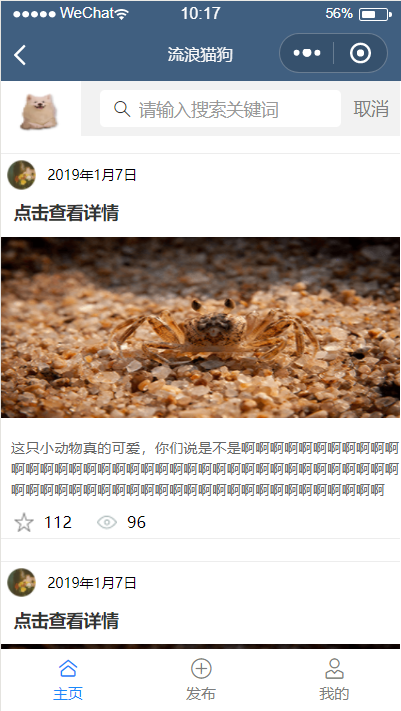 WeChat 10:17 56%
流浪猫狗
请输入搜索关键词 取消
2019年1月7日
点击查看详情
这只小动物真的可爱，你们说是不是啊啊啊啊啊啊啊啊啊啊啊
啊啊啊啊啊啊啊啊啊啊啊啊啊啊啊啊啊啊啊啊啊啊啊啊啊啊啊
啊啊啊啊啊啊啊啊啊啊啊啊啊啊啊啊啊啊啊啊啊啊啊啊啊啊
112 96
2019年1月7日
点击查看详情
主页 发布 我的